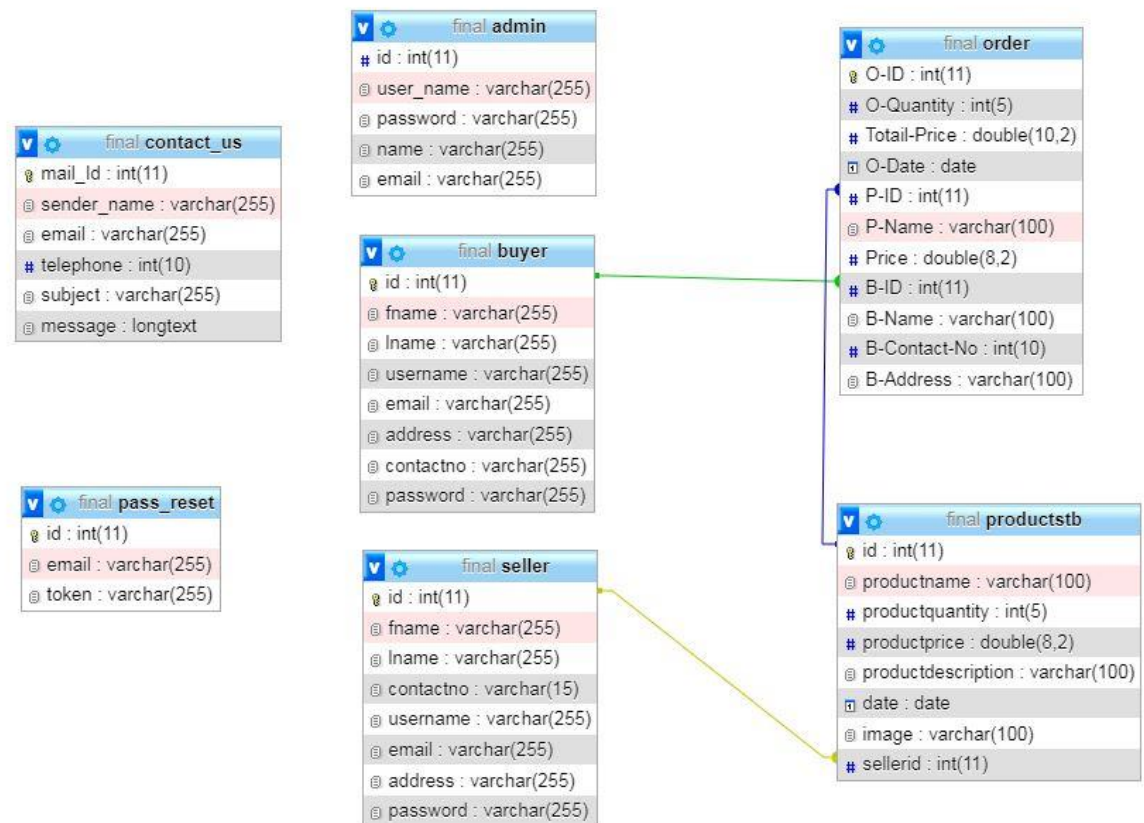 final admin
# id : int(11)
user_name : varchar(255)
password : varchar(255)
name : varchar(255)
email : varchar(255)
final order
O-ID : int(11)
# O-Quantity : int(5)
# Totail-Price : double(10,2)
O-Date : date
# P-ID : int(11)
P-Name : varchar(100)
# Price : double(8,2)
# B-ID : int(11)
B-Name : varchar(100)
# B-Contact-No : int(10)
B-Address : varchar(100)
final contact_us
mail_Id : int(11)
sender_name : varchar(255)
email : varchar(255)
# telephone : int(10)
subject : varchar(255)
message : longtext
final buyer
id : int(11)
fname : varchar(255)
lname : varchar(255)
username : varchar(255)
email : varchar(255)
address : varchar(255)
contactno : varchar(255)
password : varchar(255)
final pass_reset
id : int(11)
email : varchar(255)
token : varchar(255)
final seller
id : int(11)
fname : varchar(255)
lname : varchar(255)
contactno : varchar(15)
username : varchar(255)
email : varchar(255)
address : varchar(255)
password : varchar(255)
final productstb
id : int(11)
productname : varchar(100)
# productquantity : int(5)
# productprice : double(8,2)
productdescription : varchar(100)
date : date
image : varchar(100)
# sellerid : int(11)